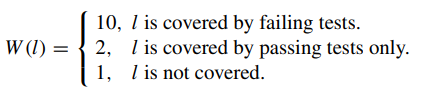 10, l is covered by failing tests.
W(l) = { 2, l is covered by passing tests only.
1, l is not covered.